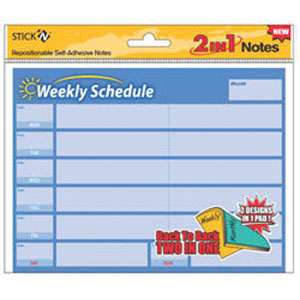 STICK N
Repositionable Self-Adhesive Notes
2 IN 1 Notes
NEW
Weekly Schedule
Month
MON
TUE
WED
THU
FRI
SAT
SUN
Weekly
Monthly
2 DESIGNS
IN 1 PAD!
Back To Back
TWO IN ONE